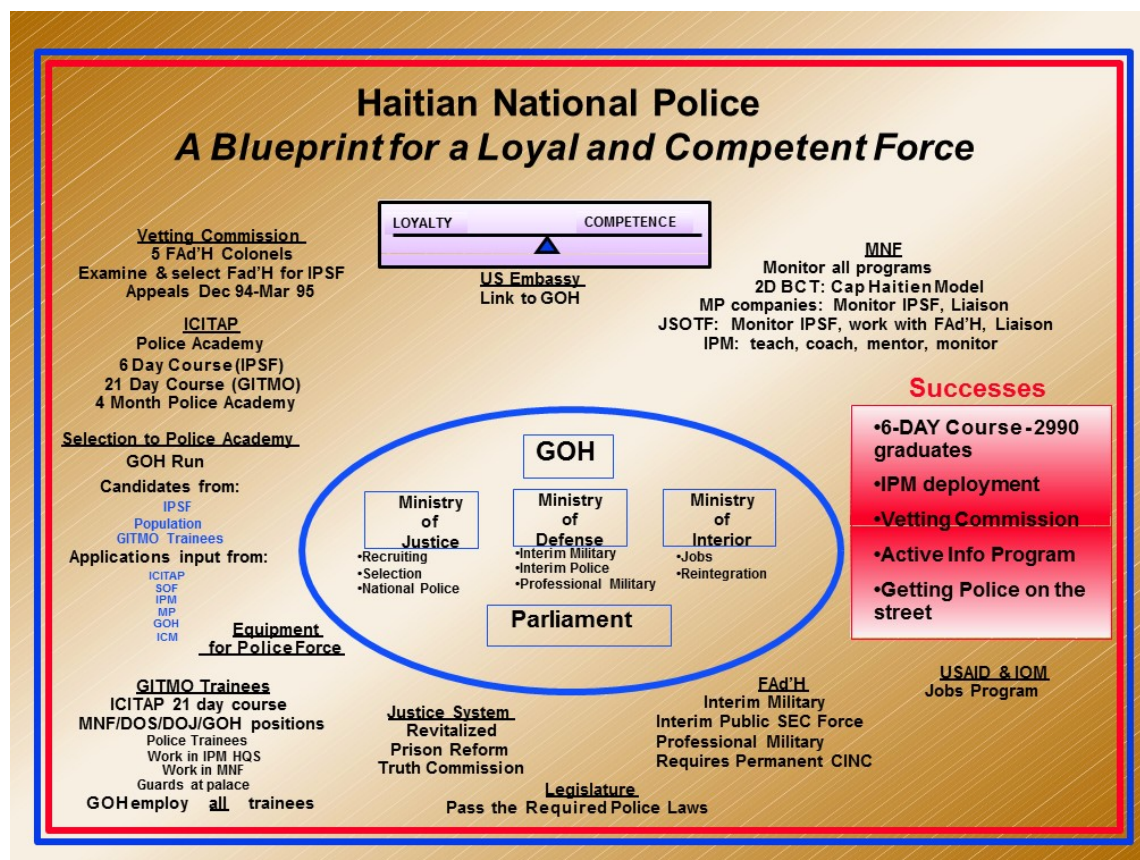 Haitian National Police
A Blueprint for a Loyal and Competent Force
LOYALTY
COMPETENCE
Vetting Commission
5 FAd'H Colonels
Examine & select Fad'H for IPSF
Appeals Dec 94-Mar 95
US Embassy
Link to GOH
MNF
Monitor all programs
2D BCT: Cap Haitien Model
MP companies: Monitor IPSF, Liaison
JSOTF: Monitor IPSF, work with FAd'H, Liaison
IPM: teach, coach, mentor, monitor
ICITAP
Police Academy
6 Day Course (IPSF)
21 Day Course (GITMO)
4 Month Police Academy
Selection to Police Academy
GOH Run
Candidates from:
IPSF
Population
GITMO Trainees
Applications input from:
ICITAP
SOF
IPM
MP
GOH
ICM
Equipment
for Police Force
GOH
Ministry
of
Justice
•Recruiting
•Selection
•National Police
Ministry
of
Defense
•Interim Military
•Interim Police
•Professional Military
Ministry
of
Interior
•Jobs
•Reintegration
Parliament
Successes
•6-DAY Course - 2990
graduates
•IPM deployment
•Vetting Commission
•Active Info Program
•Getting Police on the
street
GITMO Trainees
ICITAP 21 day course
MNF/DOS/DOJ/GOH positions
Police Trainees
Work in IPM HQS
Work in MNF
Guards at palace
GOH employ all trainees
Justice System
Revitalized
Prison Reform
Truth Commission
FAd'H
Interim Military
Interim Public SEC Force
Professional Military
Requires Permanent CINC
USAID & IOM
Jobs Program
Legislature
Pass the Required Police Laws